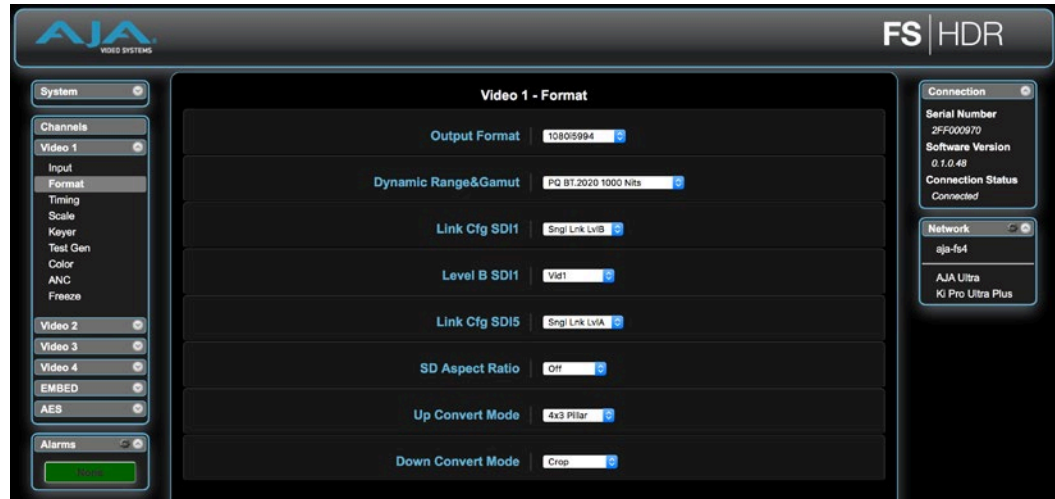 AJA
VIDEO SYSTEMS
FS|HDR
System
Channels
Video 1
Input
Format
Timing
Scale
Keyer
Test Gen
Color
ANC
Freeze
Video 2
Video 3
Video 4
EMBED
AES
Alarms
None
Video 1 - Format
Output Format 1080i5994
Dynamic Range&Gamut PQ BT.2020 1000 Nits
Link Cfg SDI1 Sngl Lnk LvlB
Level B SDI1 Vid1
Link Cfg SDI5 Sngl Lnk LvlA
SD Aspect Ratio Off
Up Convert Mode 4x3 Pillar
Down Convert Mode Crop
Connection
Serial Number
2FF000970
Software Version
0.1.0.48
Connection Status
Connected
Network
aja-fs4
AJA Ultra
Ki Pro Ultra Plus